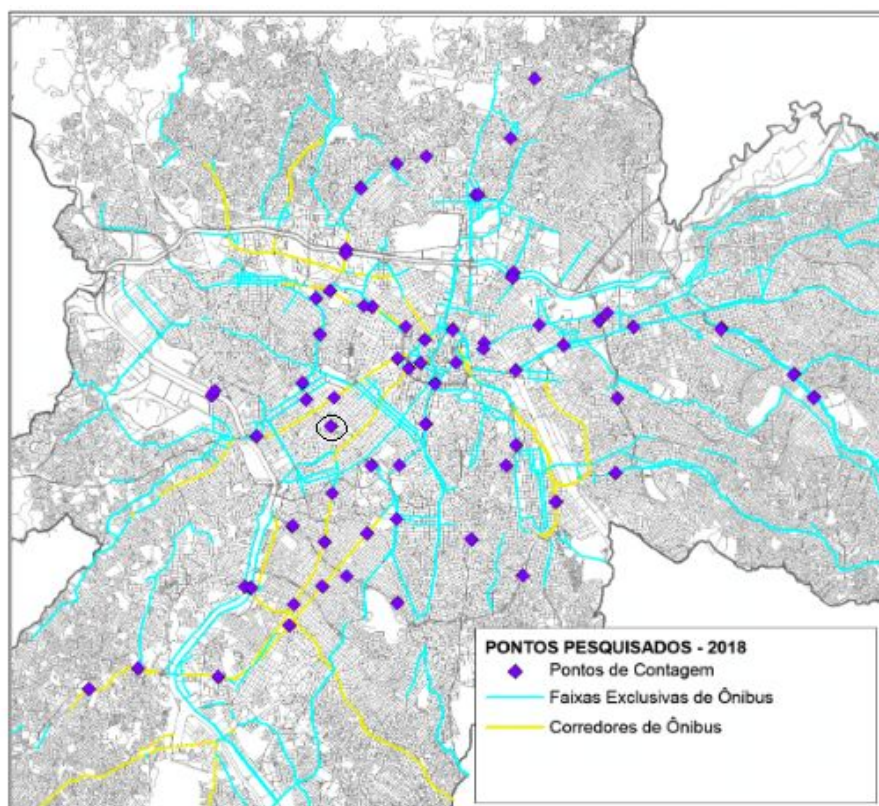 PONTOS PESQUISADOS - 2018
Pontos de Contagem
Faixas Exclusivas de Ônibus
Corredores de Ônibus